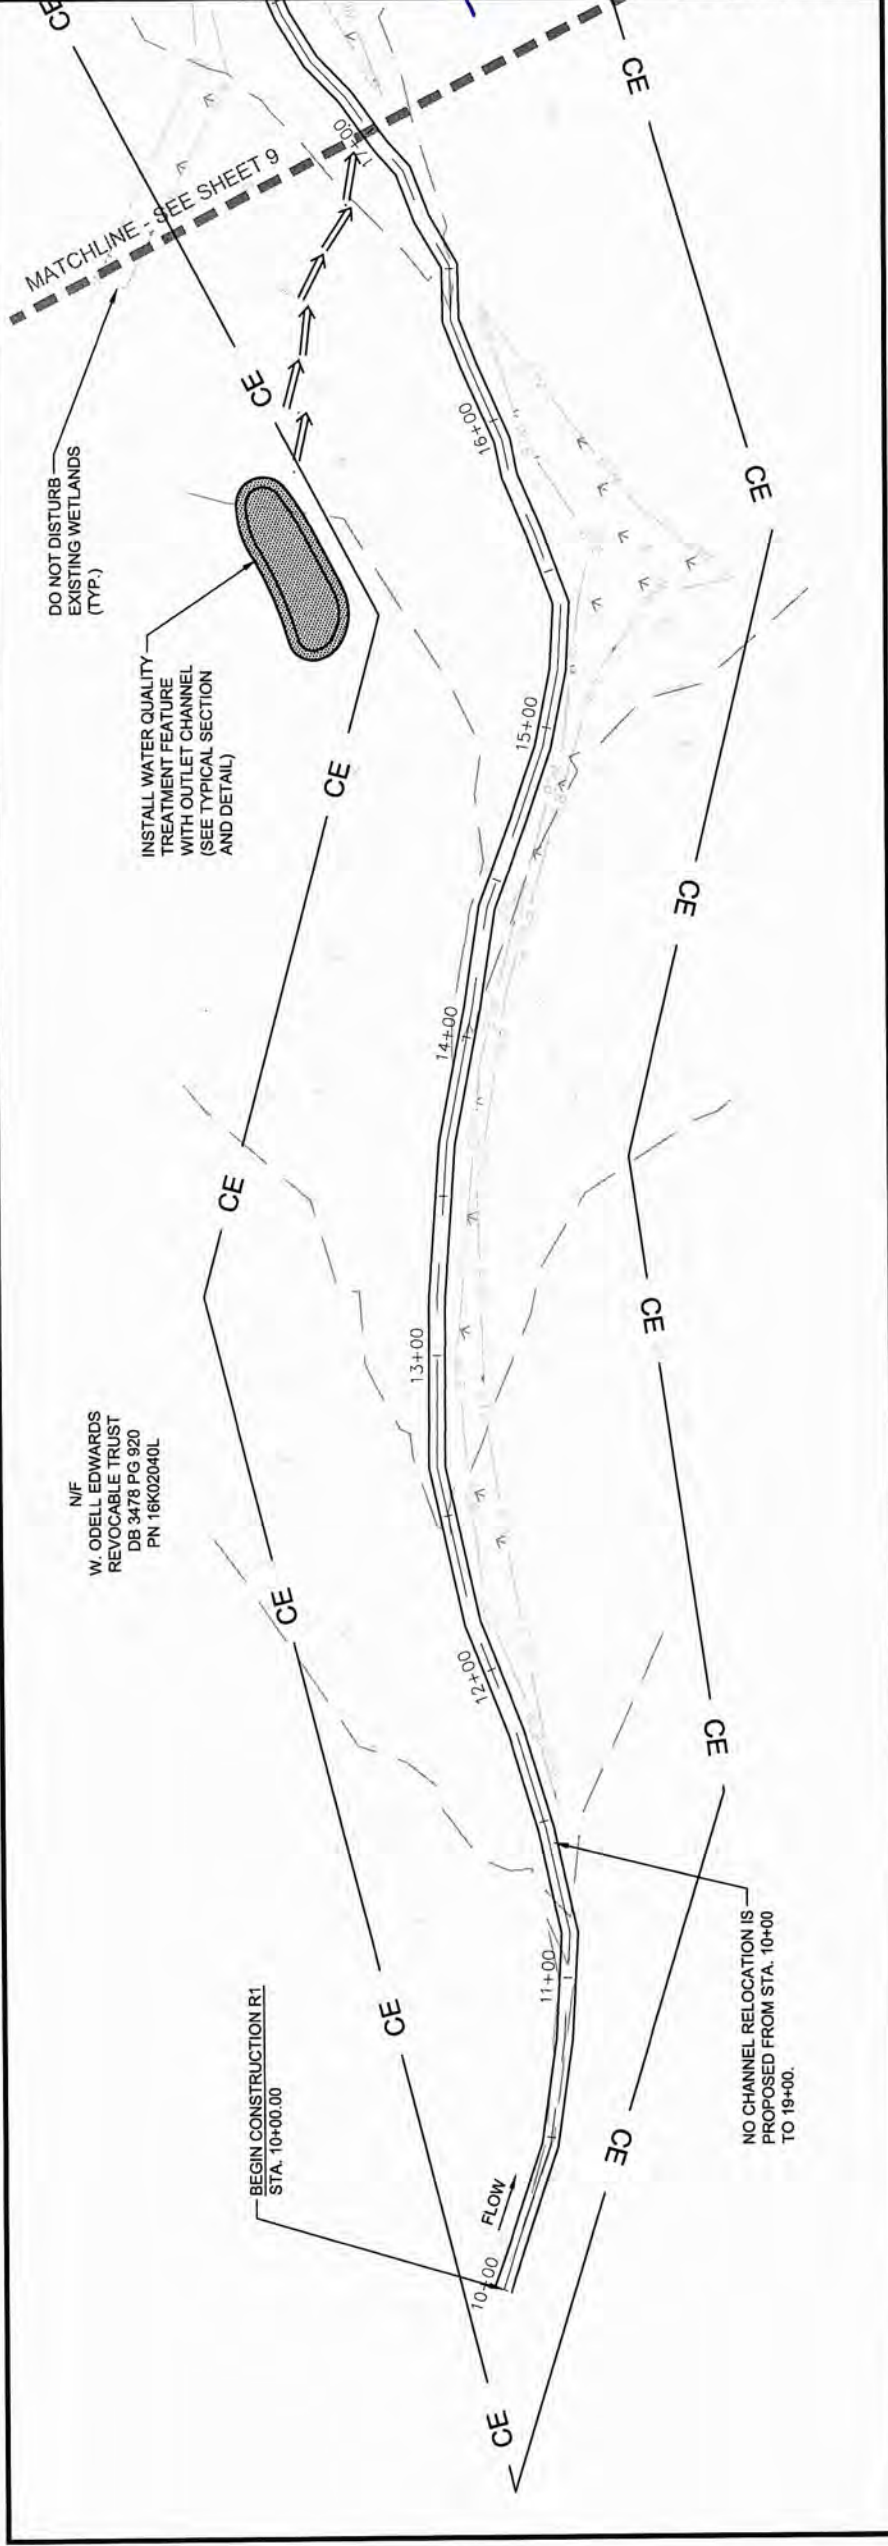 N/F
W. ODELL EDWARDS
REVOCABLE TRUST
DB 3478 PG 920
PN 16K02040L
BEGIN CONSTRUCTION R1
STA. 10+00.00
INSTALL WATER QUALITY
TREATMENT FEATURE
WITH OUTLET CHANNEL
(SEE TYPICAL SECTION
AND DETAIL)
DO NOT DISTURB
EXISTING WETLANDS
(TYP.)
MATCHLINE - SEE SHEET 9
CE
CE
CE
CE
CE
CE
FLOW
10+00
11+00
12+00
13+00
14+00
15+00
16+00
17+00
CE
CE
CE
CE
CE
CE
NO CHANNEL RELOCATION IS
PROPOSED FROM STA. 10+00
TO 19+00.